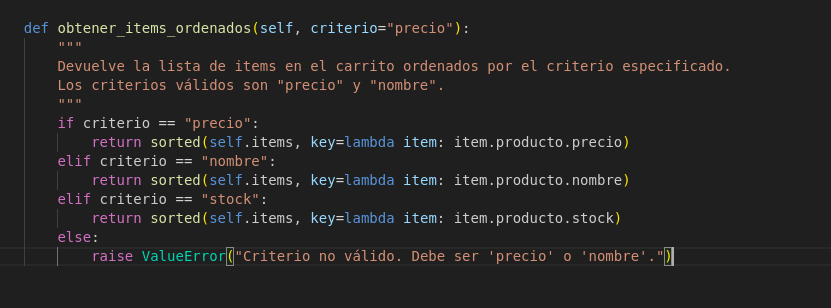 def obtener_items_ordenados(self, criterio="precio"):
    """
    Devuelve la lista de items en el carrito ordenados por el criterio especificado.
    Los criterios válidos son "precio" y "nombre".
    """
    if criterio == "precio":
        return sorted(self.items, key=lambda item: item.producto.precio)
    elif criterio == "nombre":
        return sorted(self.items, key=lambda item: item.producto.nombre)
    elif criterio == "stock":
        return sorted(self.items, key=lambda item: item.producto.stock)
    else:
        raise ValueError("Criterio no válido. Debe ser 'precio' o 'nombre'.")